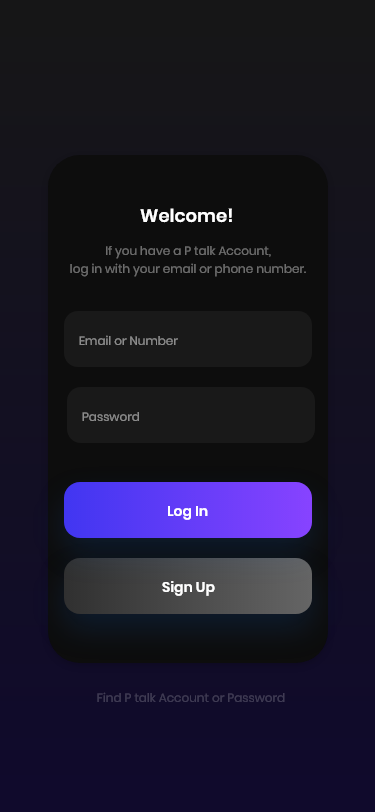 Welcome!
If you have a P talk Account,
log in with your email or phone number.
Email or Number
Password
Log In
Sign Up
Find P talk Account or Password